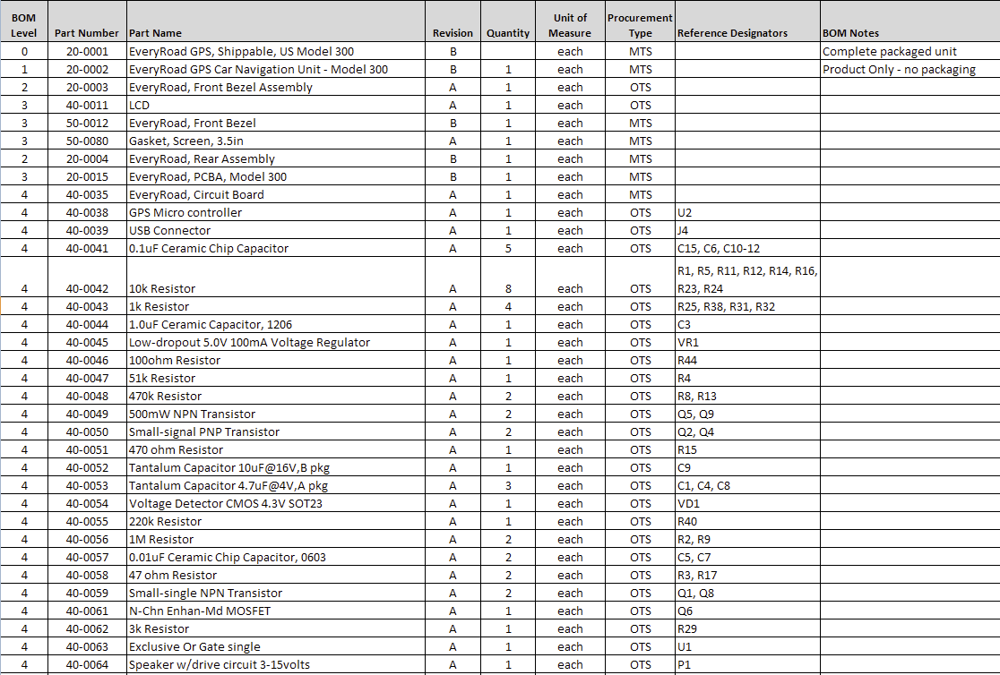 BOM Level Part Number Part Name Revision Quantity Unit of Measure Procurement Type Reference Designators BOM Notes
0 20-0001 EveryRoad GPS, Shippable, US Model 300 B each MTS Complete packaged unit
1 20-0002 EveryRoad GPS Car Navigation Unit - Model 300 B 1 each MTS Product Only - no packaging
2 20-0003 EveryRoad, Front Bezel Assembly A 1 each OTS
3 40-0011 LCD A 1 each OTS
3 50-0012 EveryRoad, Front Bezel B 1 each MTS
3 50-0080 Gasket, Screen, 3.5in A 1 each MTS
2 20-0004 EveryRoad, Rear Assembly B 1 each MTS
3 20-0015 EveryRoad, PCBA, Model 300 B 1 each MTS
4 40-0035 EveryRoad, Circuit Board A 1 each MTS
4 40-0038 GPS Micro controller A 1 each OTS U2
4 40-0039 USB Connector A 1 each OTS J4
4 40-0041 0.1uF Ceramic Chip Capacitor A 5 each OTS C15, C6, C10-12
4 40-0042 10k Resistor A 8 each OTS R1, R5, R11, R12, R14, R16, R23, R24
4 40-0043 1k Resistor A 4 each OTS R25, R38, R31, R32
4 40-0044 1.0uF Ceramic Capacitor, 1206 A 1 each OTS C3
4 40-0045 Low-dropout 5.0V 100mA Voltage Regulator A 1 each OTS VR1
4 40-0046 100ohm Resistor A 1 each OTS R44
4 40-0047 51k Resistor A 1 each OTS R4
4 40-0048 470k Resistor A 2 each OTS R8, R13
4 40-0049 500mW NPN Transistor A 2 each OTS Q5, Q9
4 40-0050 Small-signal PNP Transistor A 2 each OTS Q2, Q4
4 40-0051 470 ohm Resistor A 1 each OTS R15
4 40-0052 Tantalum Capacitor 10uF@16V,B pkg A 1 each OTS C9
4 40-0053 Tantalum Capacitor 4.7uF@4V,A pkg A 3 each OTS C1, C4, C8
4 40-0054 Voltage Detector CMOS 4.3V SOT23 A 1 each OTS VD1
4 40-0055 220k Resistor A 1 each OTS R40
4 40-0056 1M Resistor A 2 each OTS R2, R9
4 40-0057 0.01uF Ceramic Chip Capacitor, 0603 A 2 each OTS C5, C7
4 40-0058 47 ohm Resistor A 2 each OTS R3, R17
4 40-0059 Small-single NPN Transistor A 2 each OTS Q1, Q8
4 40-0061 N-Chn Enhan-Md MOSFET A 1 each OTS Q6
4 40-0062 3k Resistor A 1 each OTS R29
4 40-0063 Exclusive Or Gate single A 1 each OTS U1
4 40-0064 Speaker w/drive circuit 3-15volts A 1 each OTS P1